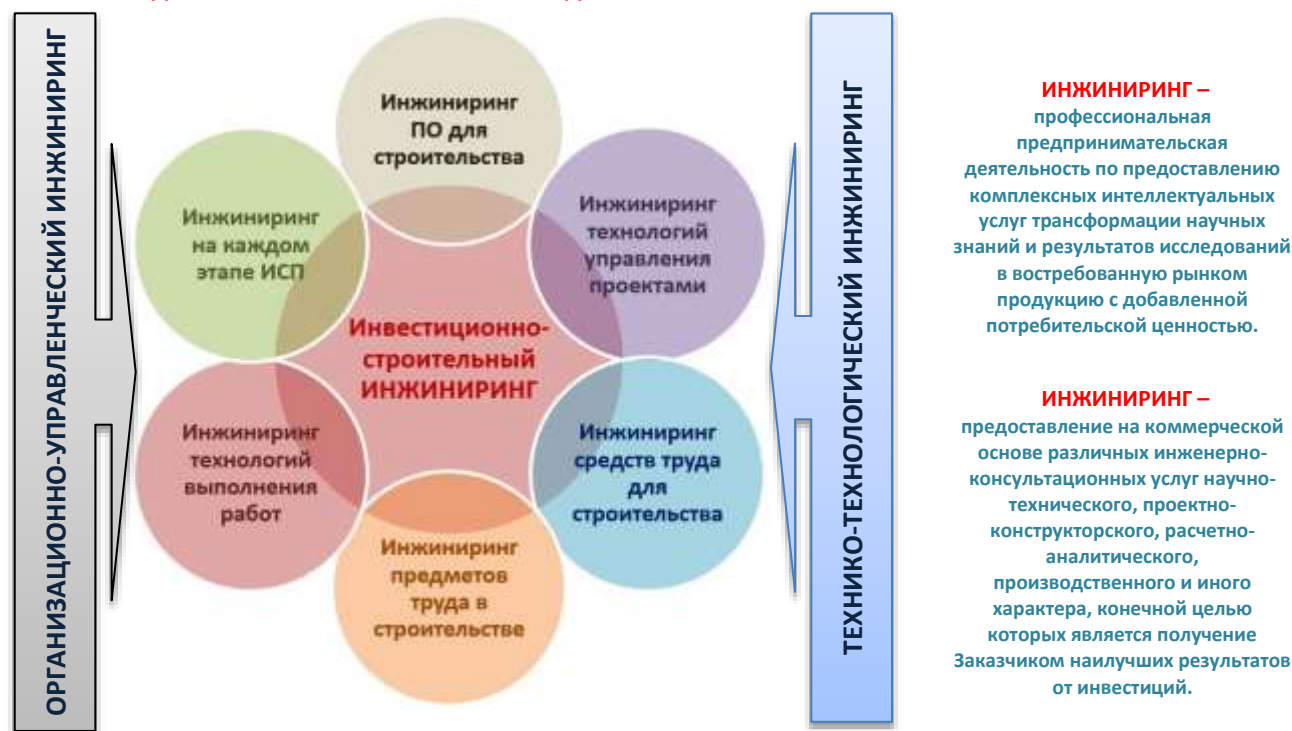 ОРГАНИЗАЦИОННО-УПРАВЛЕНЧЕСКИЙ ИНЖИНИРИНГ
Инжиниринг
ПО для
строительства
Инжиниринг
на каждом
этапе ИСП
Инжиниринг
технологий
управления
проектами
Инвестиционно-
строительный
ИНЖИНИРИНГ
Инжиниринг
технологий
выполнения
работ
Инжиниринг
средств труда
для
строительства
Инжиниринг
предметов
труда в
строительстве
ТЕХНИКО-ТЕХНОЛОГИЧЕСКИЙ ИНЖИНИРИНГ
ИНЖИНИРИНГ –
профессиональная
предпринимательская
деятельность по предоставлению
комплексных интеллектуальных
услуг трансформации научных
знаний и результатов исследований
в востребованную рынком
продукцию с добавленной
потребительской ценностью.
ИНЖИНИРИНГ –
предоставление на коммерческой
основе различных инженерно-
консультационных услуг научно-
технического, проектно-
конструкторского, расчетно-
аналитического,
производственного и иного
характера, конечной целью
которых является получение
Заказчиком наилучших результатов
от инвестиций.